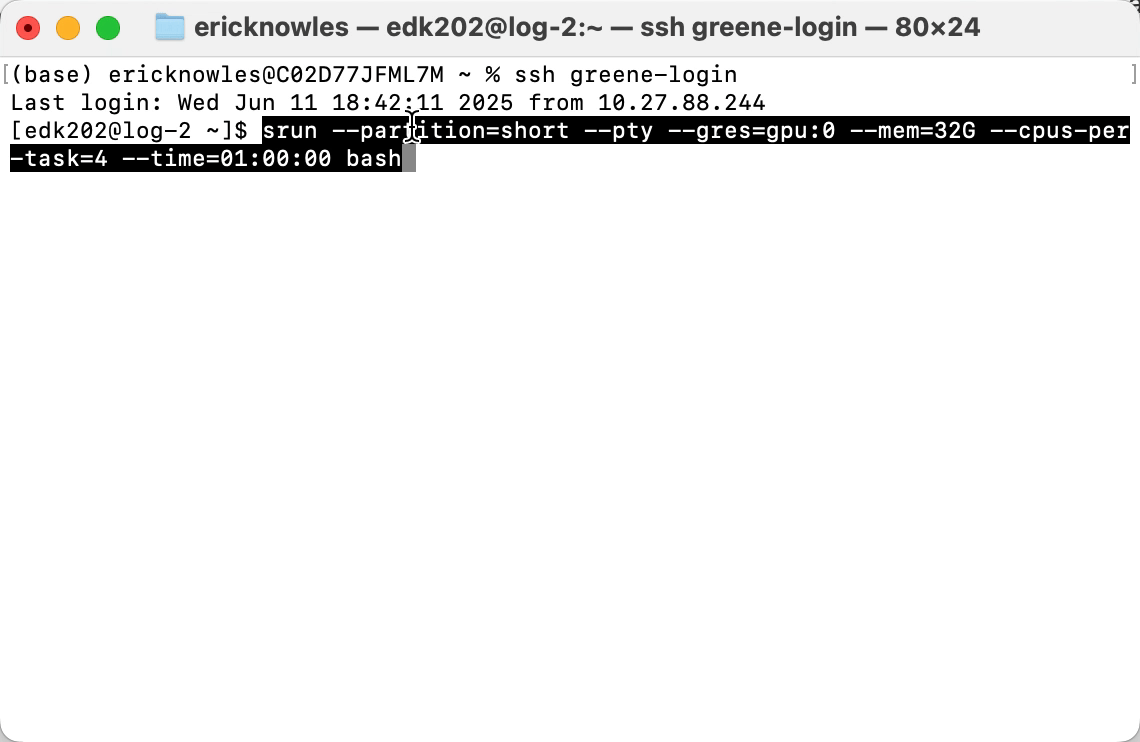 ericknowles — edk202@log-2:~ — ssh greene-login — 80×24
[(base) ericknowles@C02D77JFML7M ~ % ssh greene-login ]
Last login: Wed Jun 11 18:42:11 2025 from 10.27.88.244
[edk202@log-2 ~]$ srun --partition=short --pty --gres=gpu:0 --mem=32G --cpus-per
-task=4 --time=01:00:00 bash